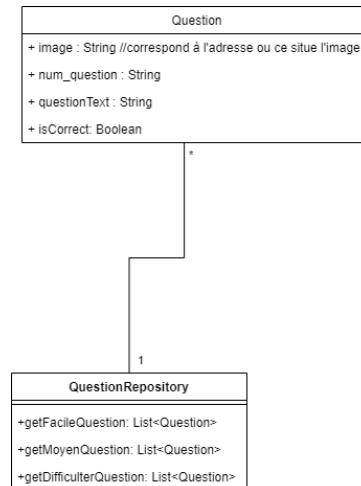 Question
+ image : String //correspond à l'adresse ou ce situe l'image
+ num_question : String
+ questionText : String
+ isCorrect: Boolean
*
1
QuestionRepository
+getFacileQuestion: List<Question>
+getMoyenQuestion: List<Question>
+getDifficulterQuestion: List<Question>